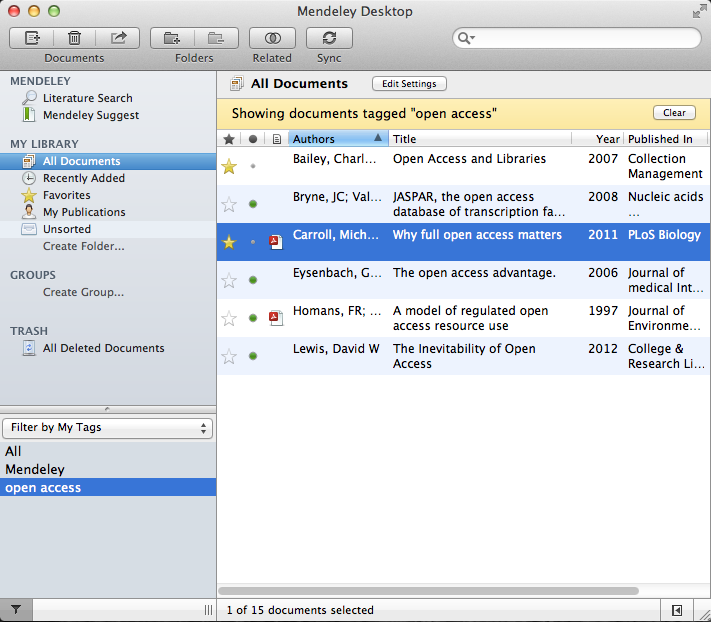 Mendeley Desktop
Documents Folders Related Sync
MENDELEY
Literature Search
Mendeley Suggest
MY LIBRARY
All Documents
Recently Added
Favorites
My Publications
Unsorted
Create Folder...
GROUPS
Create Group...
TRASH
All Deleted Documents
Filter by My Tags
All
Mendeley
open access
All Documents Edit Settings
Showing documents tagged "open access" Clear
Authors Title Year Published In
Bailey, Charl... Open Access and Libraries 2007 Collection
Management
Bryne, JC; Val... JASPAR, the open access 2008 Nucleic acids
database of transcription fa... ...
Carroll, Mich... Why full open access matters 2011 PLoS Biology
Eysenbach, G... The open access advantage. 2006 Journal of
medical Int...
Homans, FR; ... A model of regulated open 1997 Journal of
access resource use Environme...
Lewis, David W The Inevitability of Open 2012 College &
Access Research Li...
1 of 15 documents selected